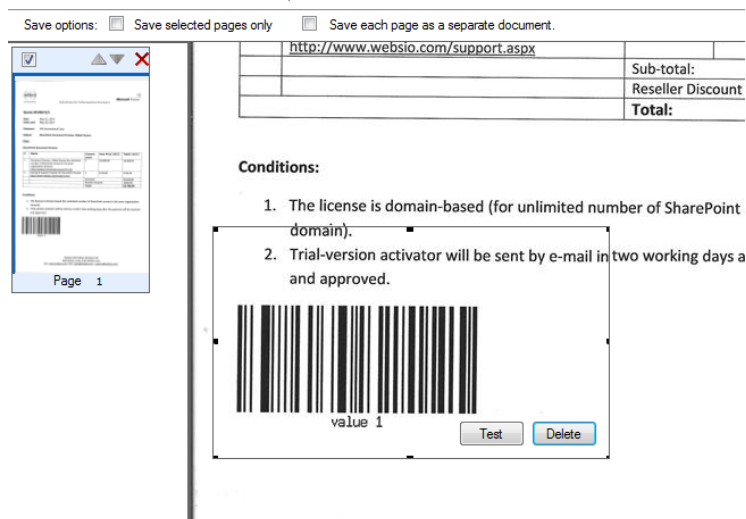 Save options: Save selected pages only Save each page as a separate document.
Page 1
http://www.websio.com/support.aspx
Sub-total:
Reseller Discount
Total:
Conditions:
1. The license is domain-based (for unlimited number of SharePoint
domain).
2. Trial-version activator will be sent by e-mail in two working days a
and approved.
value 1
Test Delete